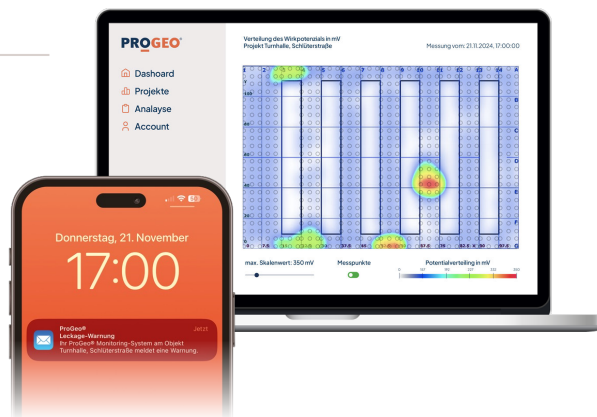 PROGEO®
Dashoard
Projekte
Analayse
Account
Verteilung des Wirkpotenzials in mV
Projekt Turnhalle, Schlüterstraße
Messung vom: 21.11.2024, 17:00:00
max. Skalenwert: 350 mV
Messpunkte
Potentialverteiling in mV
Donnerstag, 21. November
17:00
ProGeo®
Jetzt
Leckage-Warnung
Ihr ProGeo® Monitoring-System am Objekt
Turnhalle, Schlüterstraße meldet eine Warnung.